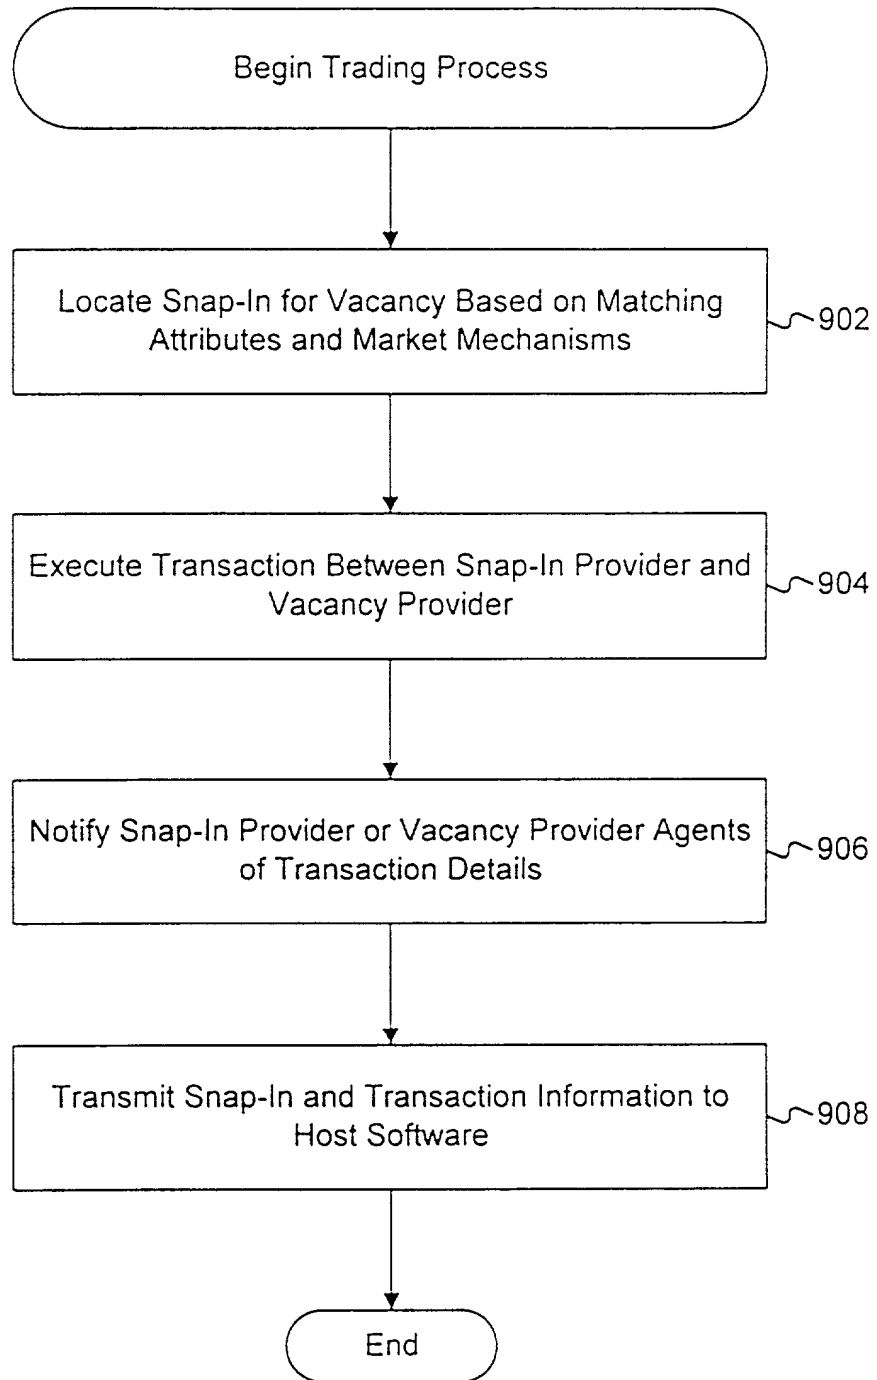 Begin Trading Process
Locate Snap-In for Vacancy Based on Matching
Attributes and Market Mechanisms
902
Execute Transaction Between Snap-In Provider and
Vacancy Provider
904
Notify Snap-In Provider or Vacancy Provider Agents
of Transaction Details
906
Transmit Snap-In and Transaction Information to
Host Software
908
End